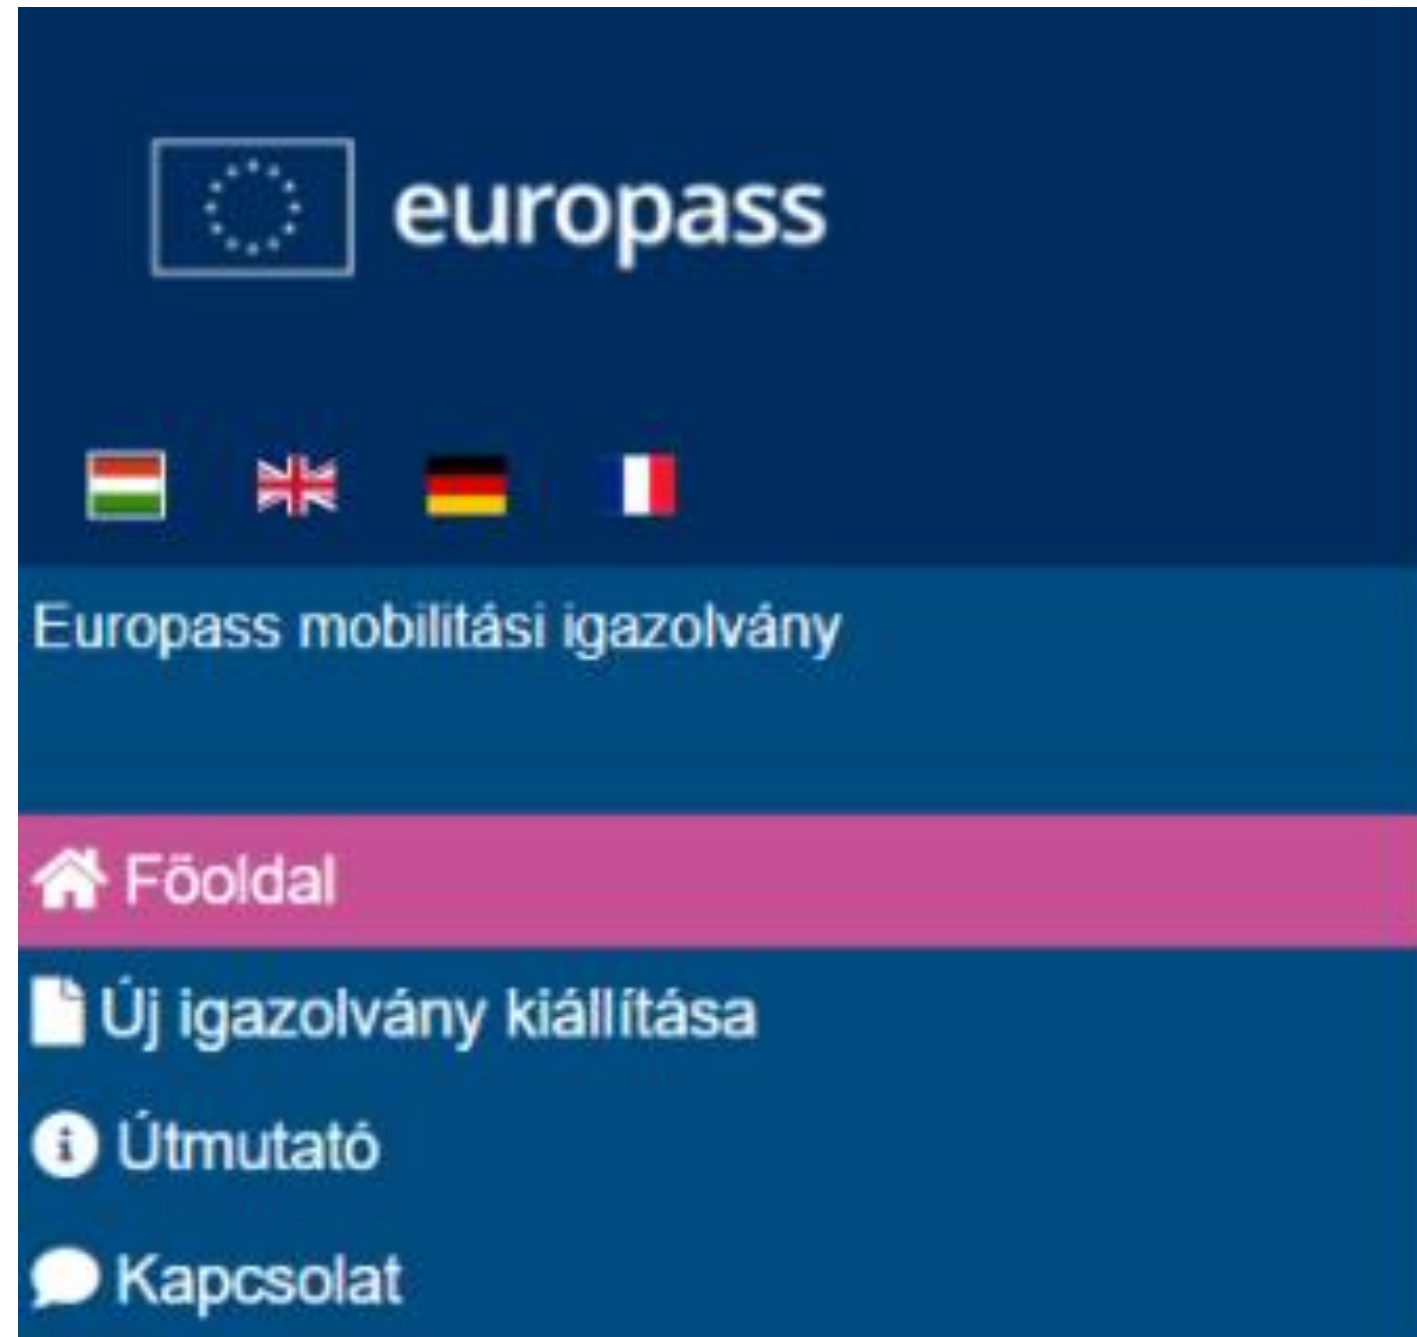 europass
Europass mobilitási igazolvány
Főoldal
Új igazolvány kiállítása
Útmutató
Kapcsolat